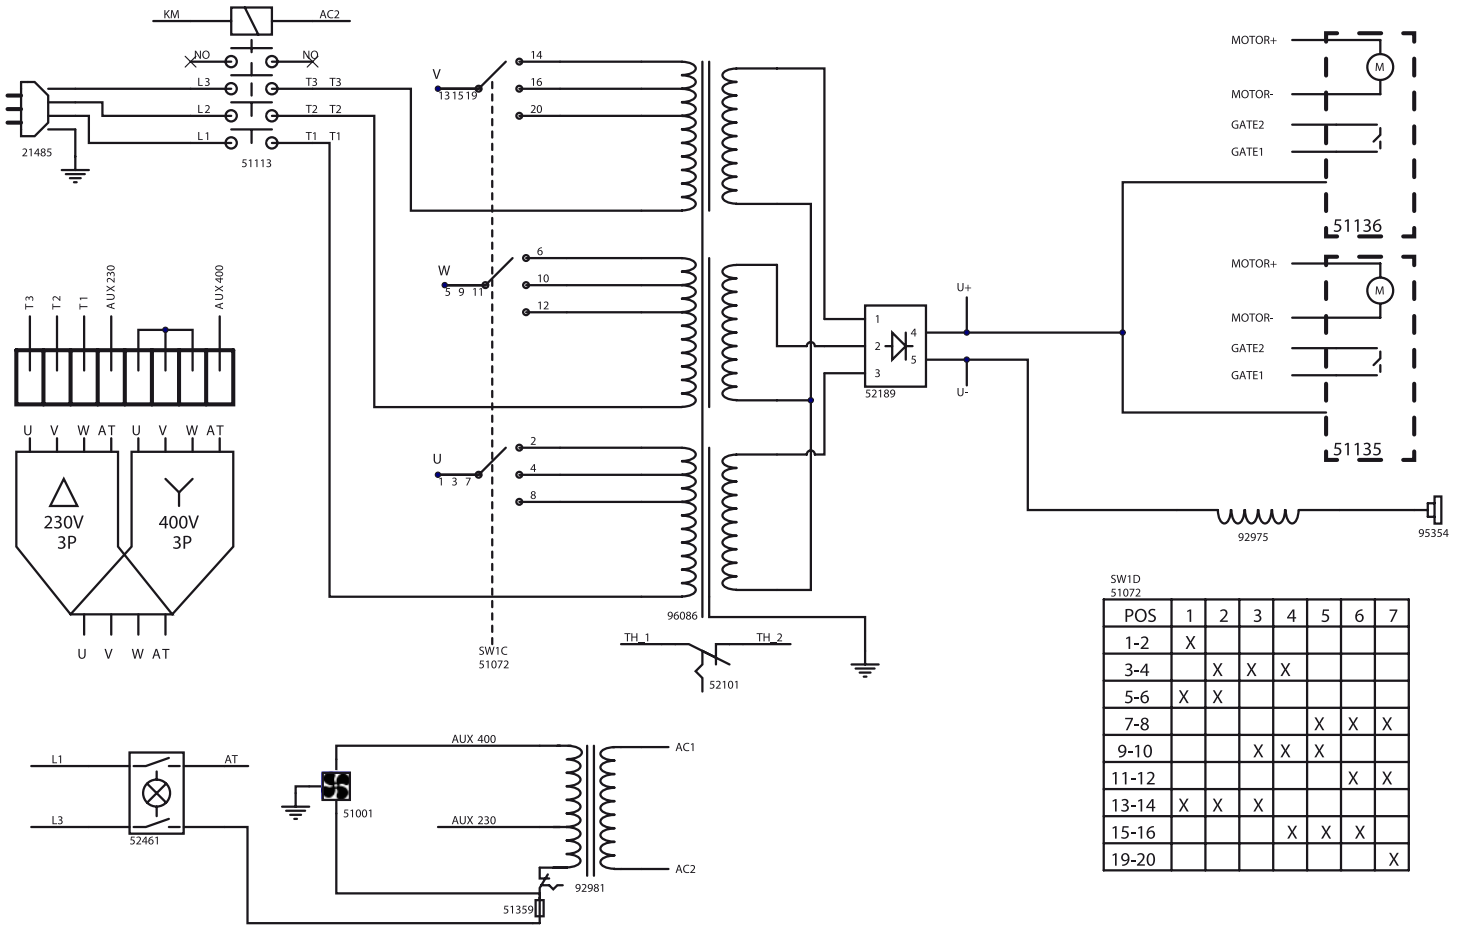 KM AC2
NO NO
L3 T3 T3
L2 T2 T2
L1 T1 T1
21485
51113
V
13 15 19
14
16
20
W
5 9 11
6
10
12
U
1 3 7
2
4
8
SW1C
51072
96086
TH_1 TH_2
52101
1
2
3
4
5
52189
U+
U-
MOTOR+
M
MOTOR-
GATE2
GATE1
51136
MOTOR+
M
MOTOR-
GATE2
GATE1
51135
92975
95354
T3 T2 T1 AUX 230 AUX 400
U V W AT U V W AT
230V
3P
400V
3P
U V W AT
L1 AT
L3
52461
AUX 400
51001
AUX 230
AC1
AC2
92981
51359
SW1D
51072
POS 1 2 3 4 5 6 7
1-2 X
3-4 X X X
5-6 X X
7-8 X X X
9-10 X X X
11-12 X X
13-14 X X X
15-16 X X X
19-20 X